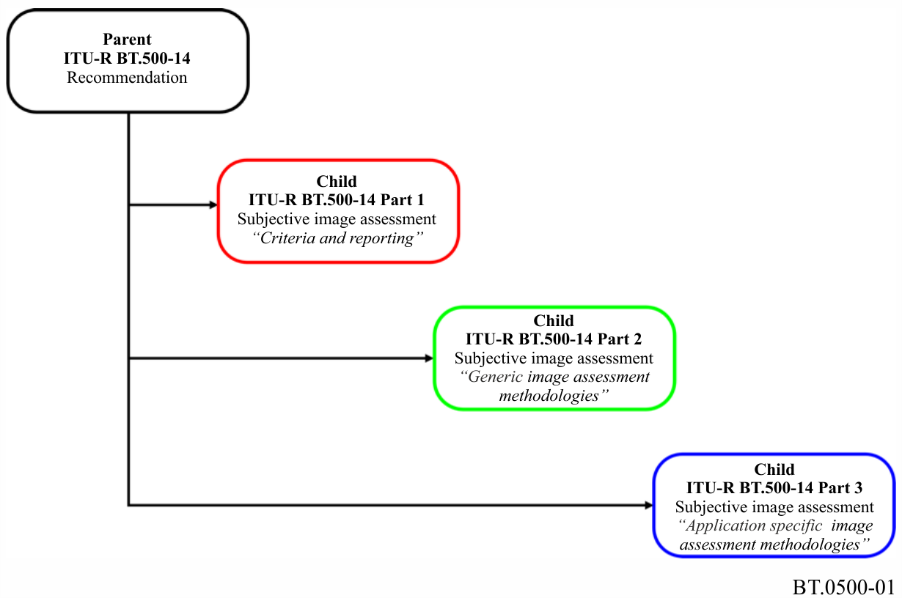 Parent
ITU-R BT.500-14
Recommendation
Child
ITU-R BT.500-14 Part 1
Subjective image assessment
“Criteria and reporting”
Child
ITU-R BT.500-14 Part 2
Subjective image assessment
“Generic image assessment
methodologies”
Child
ITU-R BT.500-14 Part 3
Subjective image assessment
“Application specific image
assessment methodologies”
BT.0500-01